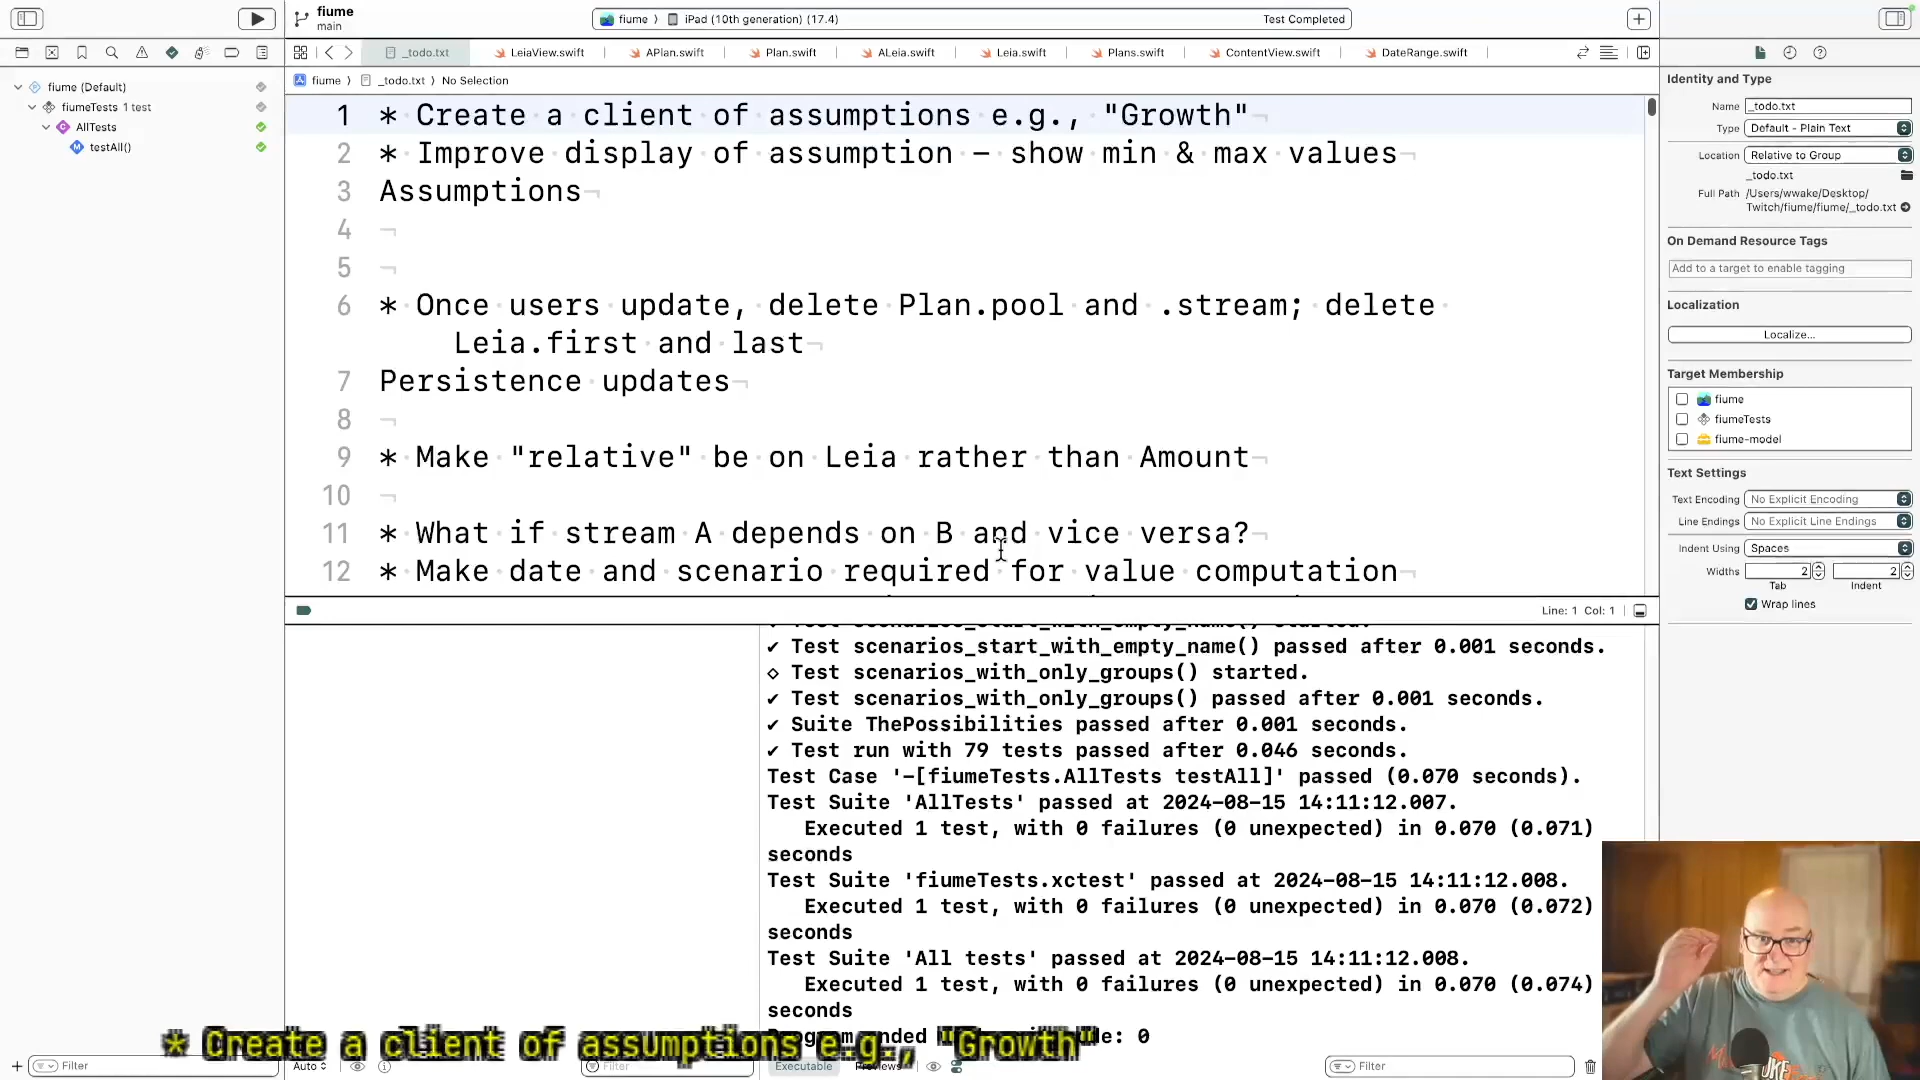 fiume
main
fiume 〉 iPad (10th generation) (17.4)
Test Completed
_todo.txt
LeiaView.swift
APlan.swift
Plan.swift
ALeia.swift
Leia.swift
Plans.swift
ContentView.swift
DateRange.swift
fiume 〉 _todo.txt 〉 No Selection
fiume (Default)
fiumeTests 1 test
AllTests
testAll()
1 * Create a client of assumptions e.g., "Growth"
2 * Improve display of assumption – show min & max values
3 Assumptions
4
5
6 * Once users update, delete Plan.pool and .stream; delete
Leia.first and last
7 Persistence updates
8
9 * Make "relative" be on Leia rather than Amount
10
11 * What if stream A depends on B and vice versa?
12 * Make date and scenario required for value computation
Line: 1 Col: 1
Test scenarios_start_with_empty_name() started.
✔ Test scenarios_start_with_empty_name() passed after 0.001 seconds.
◇ Test scenarios_with_only_groups() started.
✔ Test scenarios_with_only_groups() passed after 0.001 seconds.
✔ Suite ThePossibilities passed after 0.001 seconds.
✔ Test run with 79 tests passed after 0.046 seconds.
Test Case '-[fiumeTests.AllTests testAll]' passed (0.070 seconds).
Test Suite 'AllTests' passed at 2024-08-15 14:11:12.007.
Executed 1 test, with 0 failures (0 unexpected) in 0.070 (0.071)
seconds
Test Suite 'fiumeTests.xctest' passed at 2024-08-15 14:11:12.008.
Executed 1 test, with 0 failures (0 unexpected) in 0.070 (0.072)
seconds
Test Suite 'All tests' passed at 2024-08-15 14:11:12.008.
Executed 1 test, with 0 failures (0 unexpected) in 0.070 (0.074)
seconds
ended : 0
* Create a client of assumptions e.g., "Growth"
Filter
Auto
Filter
Executable
Previews
Filter
Identity and Type
Name _todo.txt
Type Default - Plain Text
Location Relative to Group
_todo.txt
Full Path /Users/wwake/Desktop/
Twitch/fiume/fiume/_todo.txt
On Demand Resource Tags
Add to a target to enable tagging
Localization
Localize...
Target Membership
fiume
fiumeTests
fiume-model
Text Settings
Text Encoding No Explicit Encoding
Line Endings No Explicit Line Endings
Indent Using Spaces
Widths 2 2
Tab Indent
Wrap lines